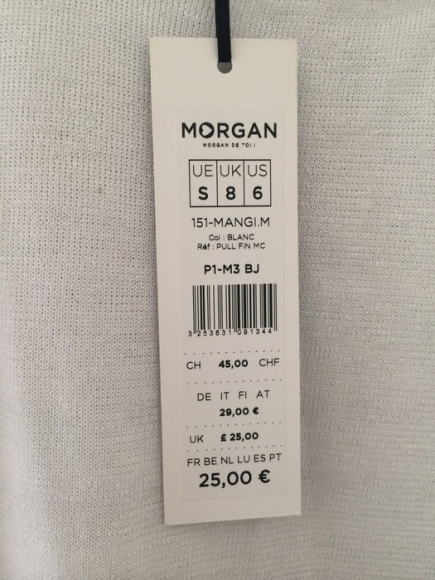 MORGAN
MORGAN DE TOI !
UE UK US
S 8 6
151-MANGI.M
Col : BLANC
Réf : PULL FIN MC
P1-M3 BJ
3 253631 091344
CH 45,00 CHF
DE IT FI AT
29,00 €
UK £ 25,00
FR BE NL LU ES PT
25,00 €